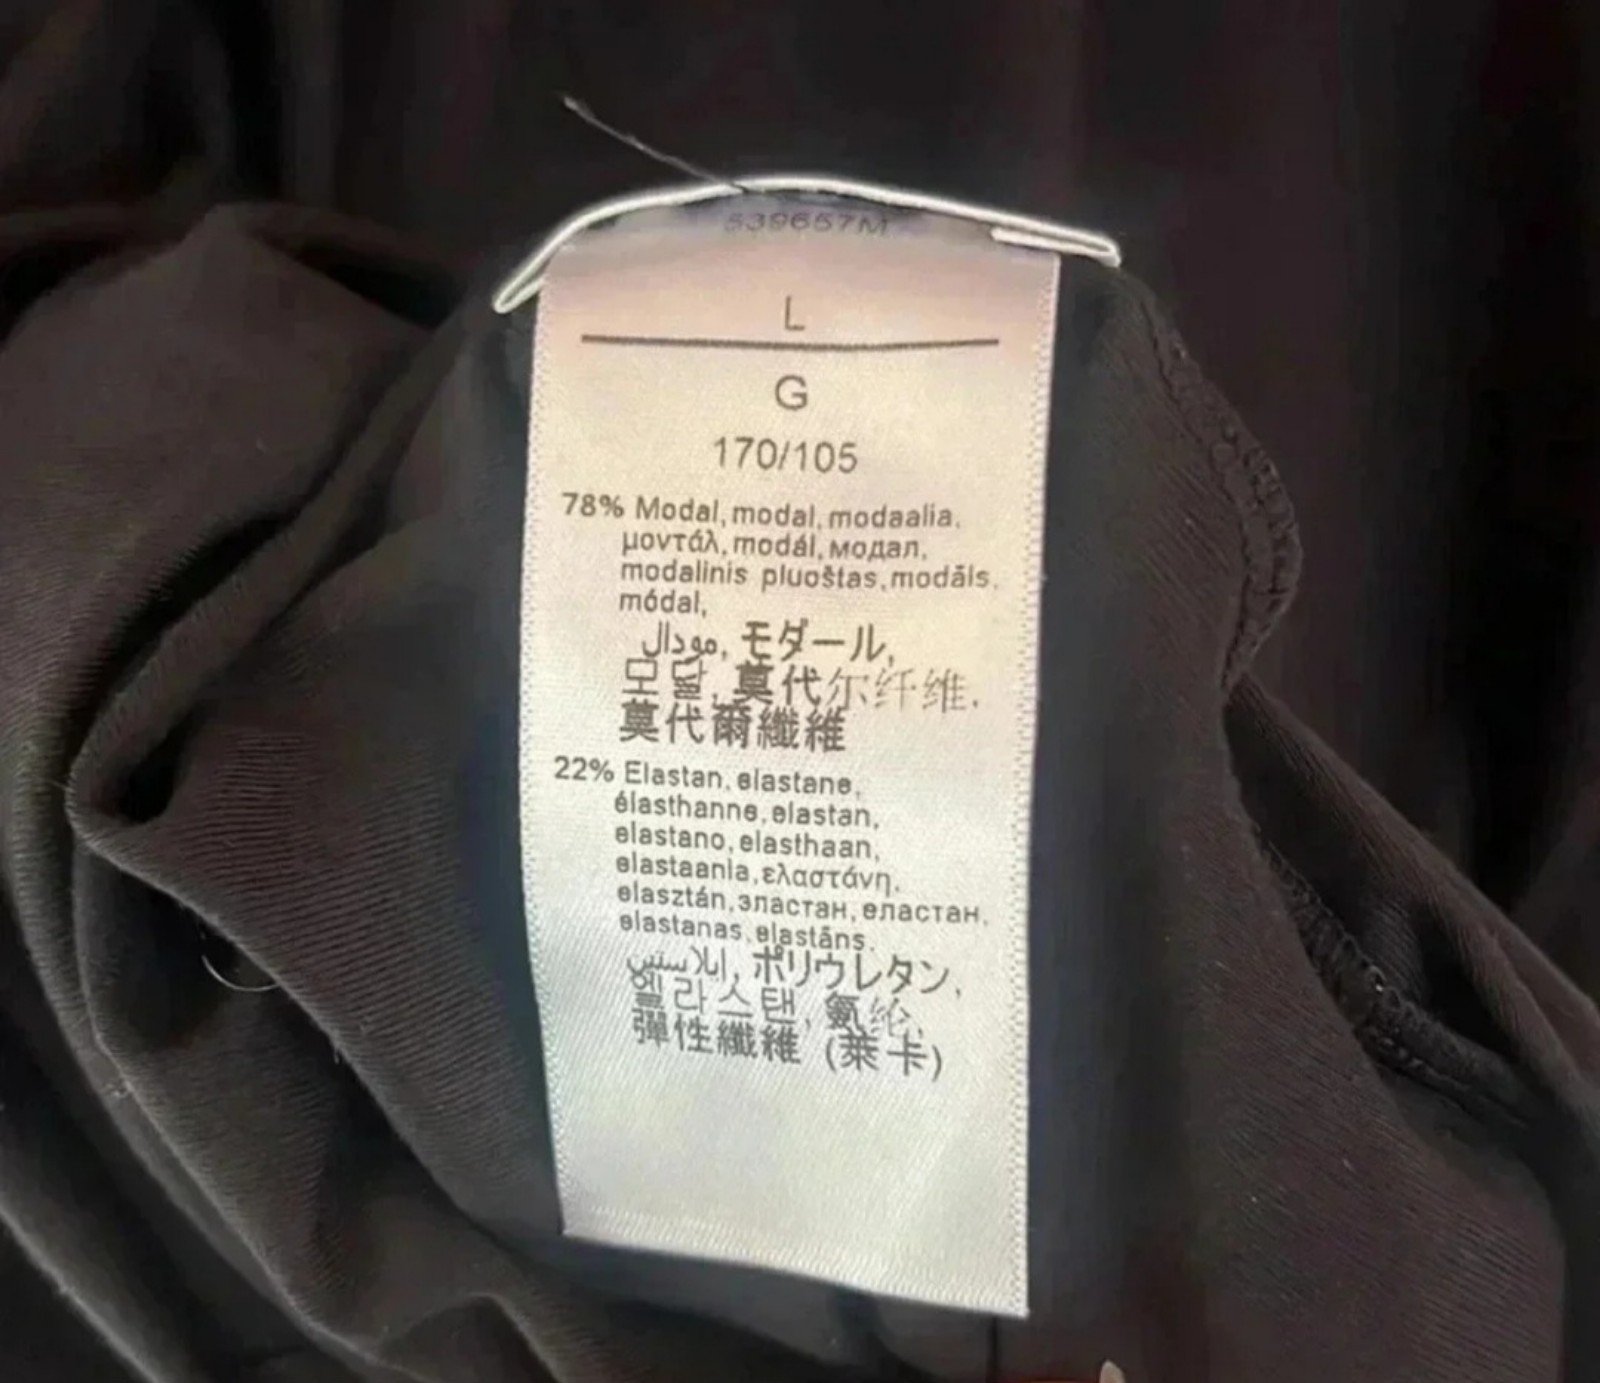 539657M
L
G
170/105
78% Modal, modal, modaalia,
μοντάλ, modál, модал,
modalinis pluoštas, modāls,
módal,
مودال, モダール,
모달, 莫代尔纤维,
莫代爾纖維
22% Elastan, elastane,
élasthanne, elastan,
elastano, elasthaan,
elastaania, ελαστάνη,
elasztán, эластан, еластан,
elastanas, elastāns,
إيلاستين, ポリウレタン,
엘라스탠, 氨纶,
彈性纖維 (萊卡)